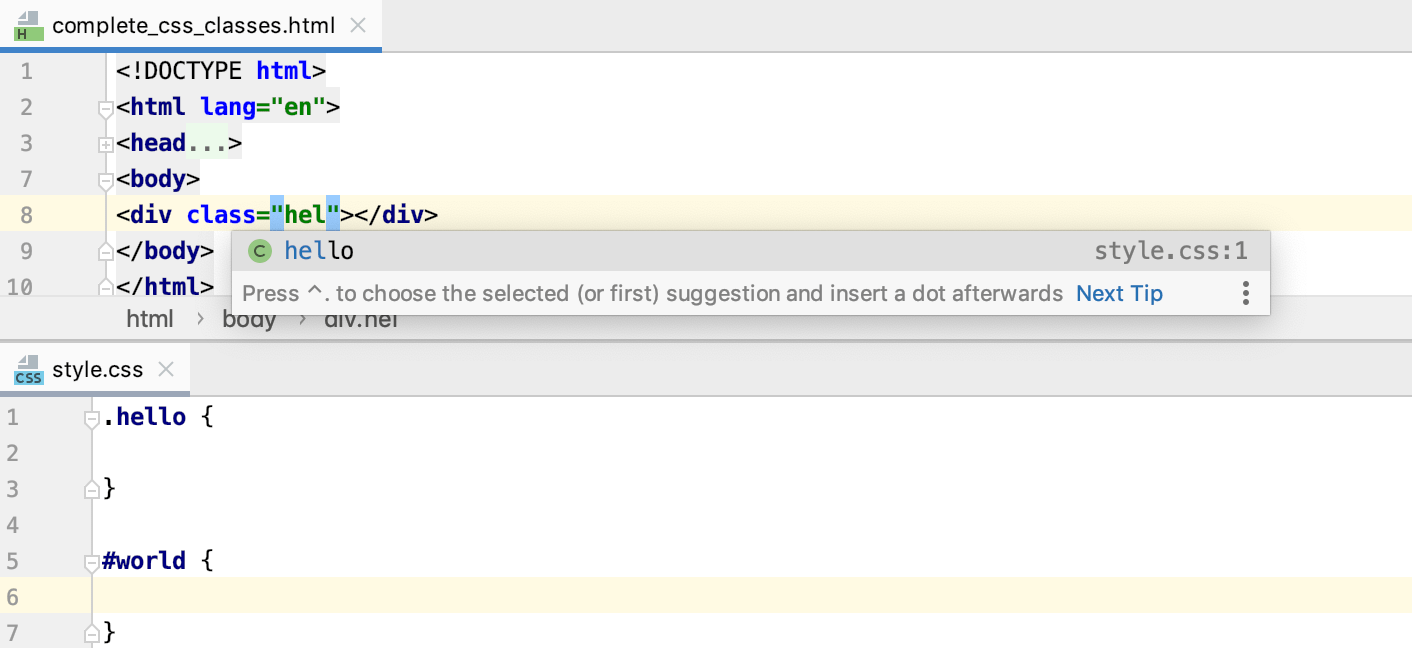 H complete_css_classes.html
1 <!DOCTYPE html>
2 <html lang="en">
3 <head...>
7 <body>
8 <div class="hel"></div>
9 </body>
C hello style.css:1
10 </html>
Press ^. to choose the selected (or first) suggestion and insert a dot afterwards Next Tip
html › body › div.hel
CSS style.css
1 .hello {
2
3 }
4
5 #world {
6
7 }